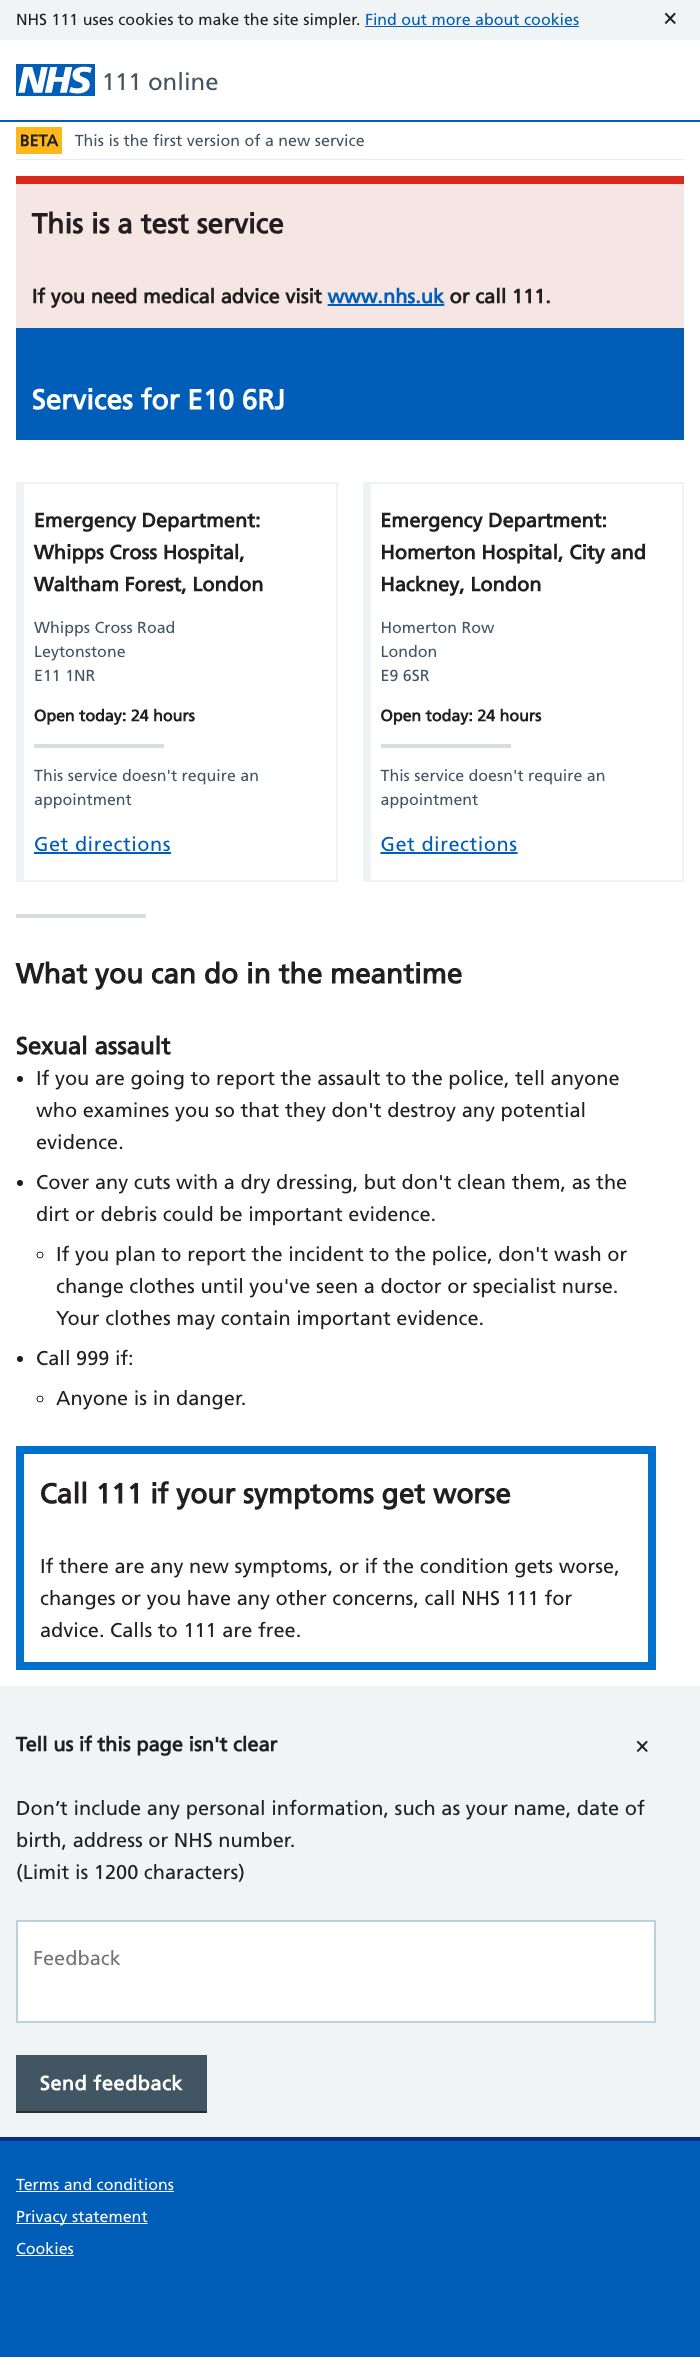 NHS 111 uses cookies to make the site simpler. Find out more about cookies ✕
NHS 111 online
BETA This is the first version of a new service
This is a test service
If you need medical advice visit www.nhs.uk or call 111.
Services for E10 6RJ
Emergency Department:
Whipps Cross Hospital,
Waltham Forest, London
Whipps Cross Road
Leytonstone
E11 1NR
Open today: 24 hours
This service doesn't require an
appointment
Get directions
Emergency Department:
Homerton Hospital, City and
Hackney, London
Homerton Row
London
E9 6SR
Open today: 24 hours
This service doesn't require an
appointment
Get directions
What you can do in the meantime
Sexual assault
• If you are going to report the assault to the police, tell anyone
who examines you so that they don't destroy any potential
evidence.
• Cover any cuts with a dry dressing, but don't clean them, as the
dirt or debris could be important evidence.
◦ If you plan to report the incident to the police, don't wash or
change clothes until you've seen a doctor or specialist nurse.
Your clothes may contain important evidence.
• Call 999 if:
◦ Anyone is in danger.
Call 111 if your symptoms get worse
If there are any new symptoms, or if the condition gets worse,
changes or you have any other concerns, call NHS 111 for
advice. Calls to 111 are free.
Tell us if this page isn't clear ✕
Don’t include any personal information, such as your name, date of
birth, address or NHS number.
(Limit is 1200 characters)
Feedback
Send feedback
Terms and conditions
Privacy statement
Cookies